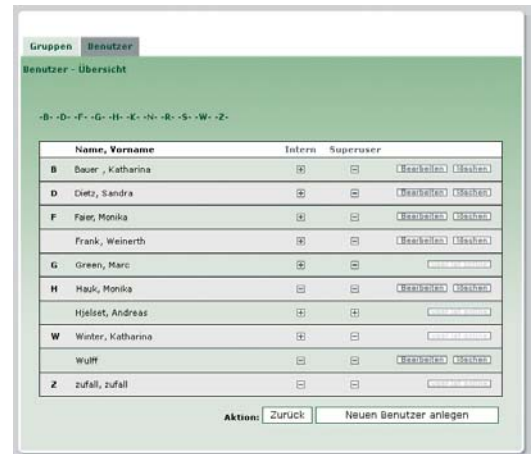 Gruppen Benutzer
Benutzer - Übersicht
-B- -D- -F- -G- -H- -K- -N- -R- -S- -W- -Z-
Name, Vorname Intern Superuser
B Bauer , Katharina + - Bearbeiten löschen
D Dietz, Sandra + - Bearbeiten löschen
F Faier, Monika + - Bearbeiten löschen
Frank, Weinerth + - Bearbeiten löschen
G Green, Marc + +
H Hauk, Monika - - Bearbeiten löschen
Hjelset, Andreas + +
W Winter, Katharina + -
Wulff - - Bearbeiten löschen
Z zufall, zufall - -
Aktion: Zurück Neuen Benutzer anlegen